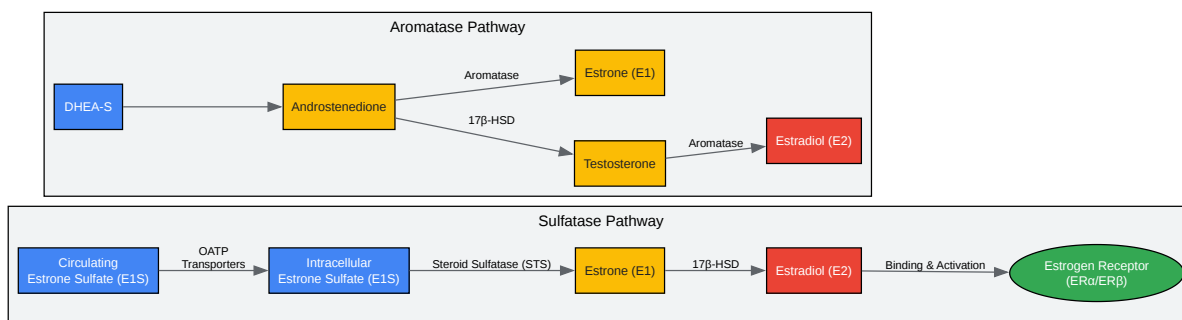 Aromatase Pathway
Aromatase
Estrone (E1)
DHEA-S
Androstenedione
17β-HSD
Aromatase
Estradiol (E2)
Testosterone
Sulfatase Pathway
Circulating
Estrone Sulfate (E1S)
OATP
Transporters
Intracellular
Estrone Sulfate (E1S)
Steroid Sulfatase (STS)
Estrone (E1)
17β-HSD
Estradiol (E2)
Binding & Activation
Estrogen Receptor
(ERα/ERβ)